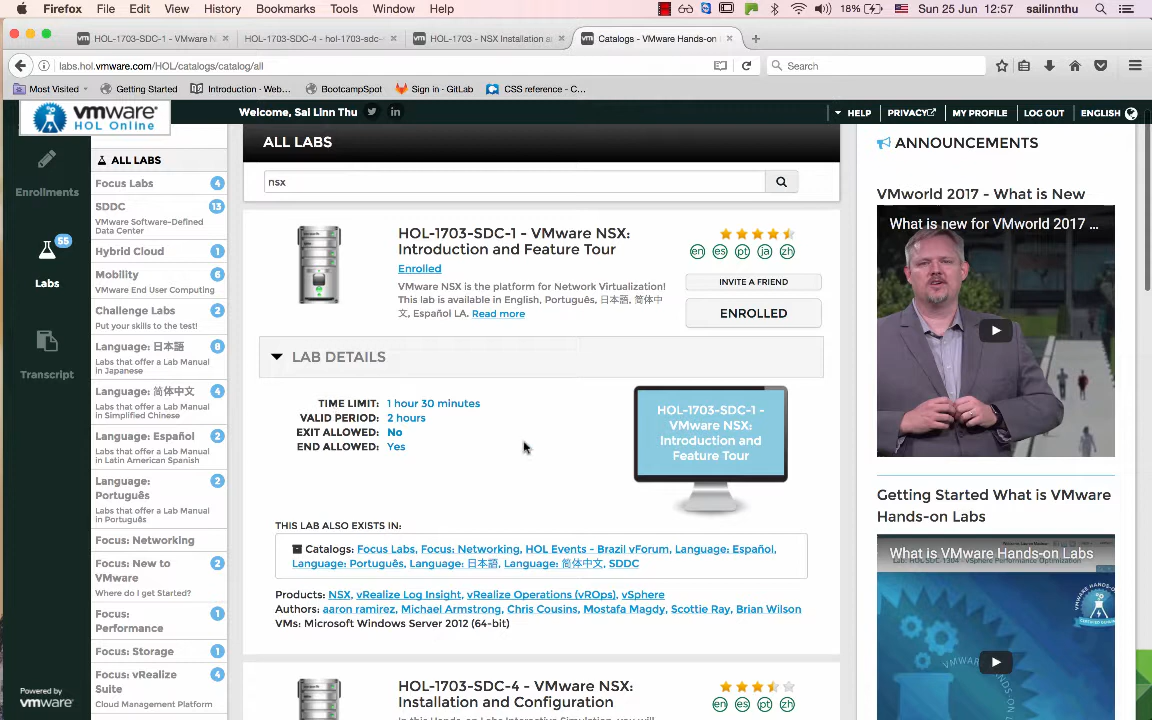 Firefox File Edit View History Bookmarks Tools Window Help 18% Sun 25 Jun 12:57 sailinnthu
HOL-1703-SDC-1 - VMware N HOL-1703-SDC-4 - hol-1703-sdc- HOL-1703 - NSX Installation a Catalogs - VMware Hands-on
labs.hol.vmware.com/HOL/catalogs/catalog/all Search
Most Visited Getting Started Introduction · Web... BootcampSpot Sign in · GitLab CSS reference - C...
vmware®
HOL Online
Welcome, Sai Linn Thu HELP PRIVACY MY PROFILE LOG OUT ENGLISH
Enrollments
55
Labs
Transcript
Powered by
vmware®
ALL LABS
Focus Labs 4
SDDC 13
VMware Software-Defined
Data Center
Hybrid Cloud 1
Mobility 6
VMware End User Computing
Challenge Labs 2
Put your skills to the test!
Language: 日本語 8
Labs that offer a Lab Manual
in Japanese
Language: 简体中文 4
Labs that offer a Lab Manual
in Simplified Chinese
Language: Español 2
Labs that offer a Lab Manual
in Latin American Spanish
Language: 2
Português
Labs that offer a Lab Manual
in Português
Focus: Networking
Focus: New to 2
VMware
Where do I get Started?
Focus: 1
Performance
Focus: Storage 1
Focus: vRealize 4
Suite
Cloud Management Platform
ALL LABS
nsx
HOL-1703-SDC-1 - VMware NSX:
Introduction and Feature Tour
en es pt ja zh
Enrolled
VMware NSX is the platform for Network Virtualization!
This lab is available in English, Português, 日本語, 简体中
文, Español LA. Read more
INVITE A FRIEND
ENROLLED
LAB DETAILS
TIME LIMIT: 1 hour 30 minutes
VALID PERIOD: 2 hours
EXIT ALLOWED: No
END ALLOWED: Yes
HOL-1703-SDC-1 -
VMware NSX:
Introduction and
Feature Tour
THIS LAB ALSO EXISTS IN:
Catalogs: Focus Labs, Focus: Networking, HOL Events - Brazil vForum, Language: Español,
Language: Português, Language: 日本語, Language: 简体中文, SDDC
Products: NSX, vRealize Log Insight, vRealize Operations (vROps), vSphere
Authors: aaron ramirez, Michael Armstrong, Chris Cousins, Mostafa Magdy, Scottie Ray, Brian Wilson
VMs: Microsoft Windows Server 2012 (64-bit)
HOL-1703-SDC-4 - VMware NSX:
Installation and Configuration
en es pt zh
In this Hands-on Labs Interactive Simulation, you will
ANNOUNCEMENTS
VMworld 2017 - What is New
What is new for VMworld 2017 ...
Getting Started What is VMware
Hands-on Labs
What is VMware Hands-on Labs